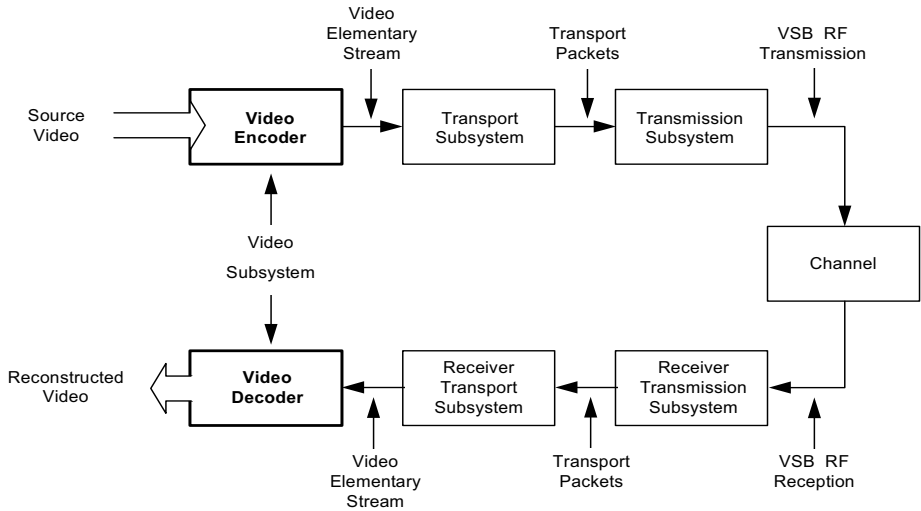 Video
Elementary
Stream
Transport
Packets
VSB RF
Transmission
Source
Video
Video
Encoder
Transport
Subsystem
Transmission
Subsystem
Video
Subsystem
Channel
Reconstructed
Video
Video
Decoder
Receiver
Transport
Subsystem
Receiver
Transmission
Subsystem
Video
Elementary
Stream
Transport
Packets
VSB RF
Reception